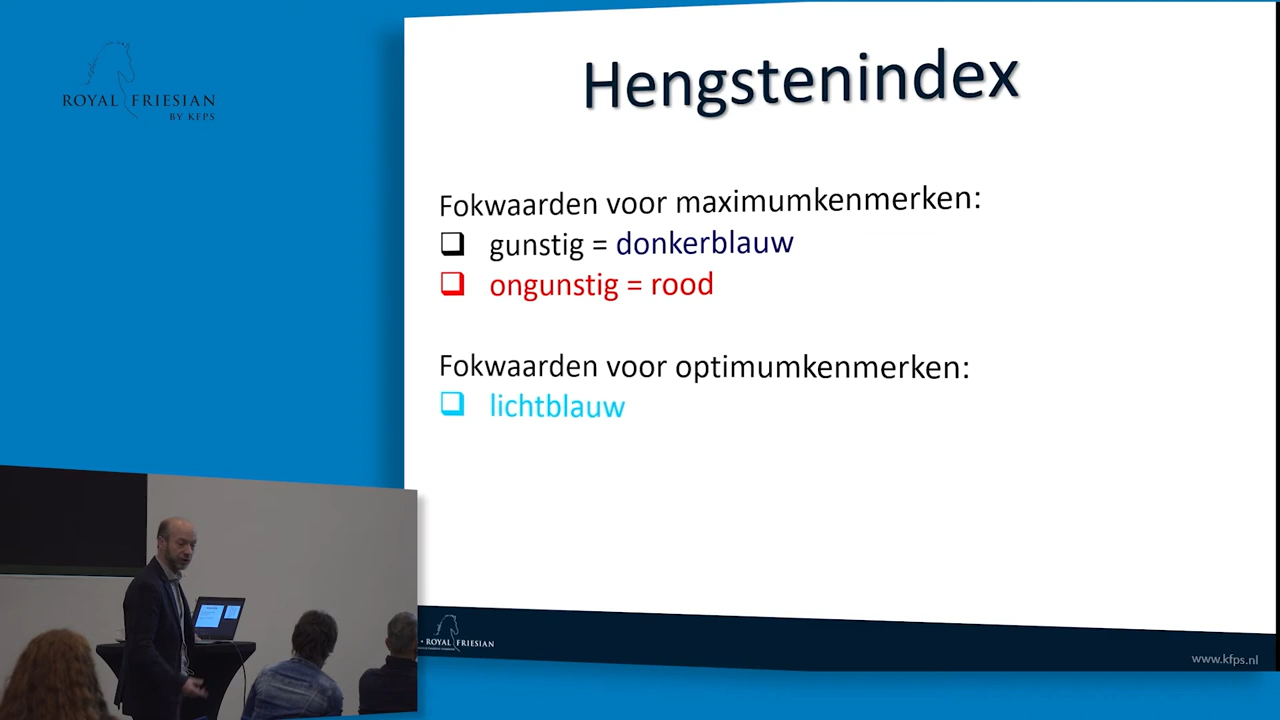 ROYAL FRIESIAN
BY KFPS
Hengstenindex
Fokwaarden voor maximumkenmerken:
gunstig = donkerblauw
ongunstig = rood
Fokwaarden voor optimumkenmerken:
lichtblauw
ROYAL FRIESIAN
www.kfps.nl